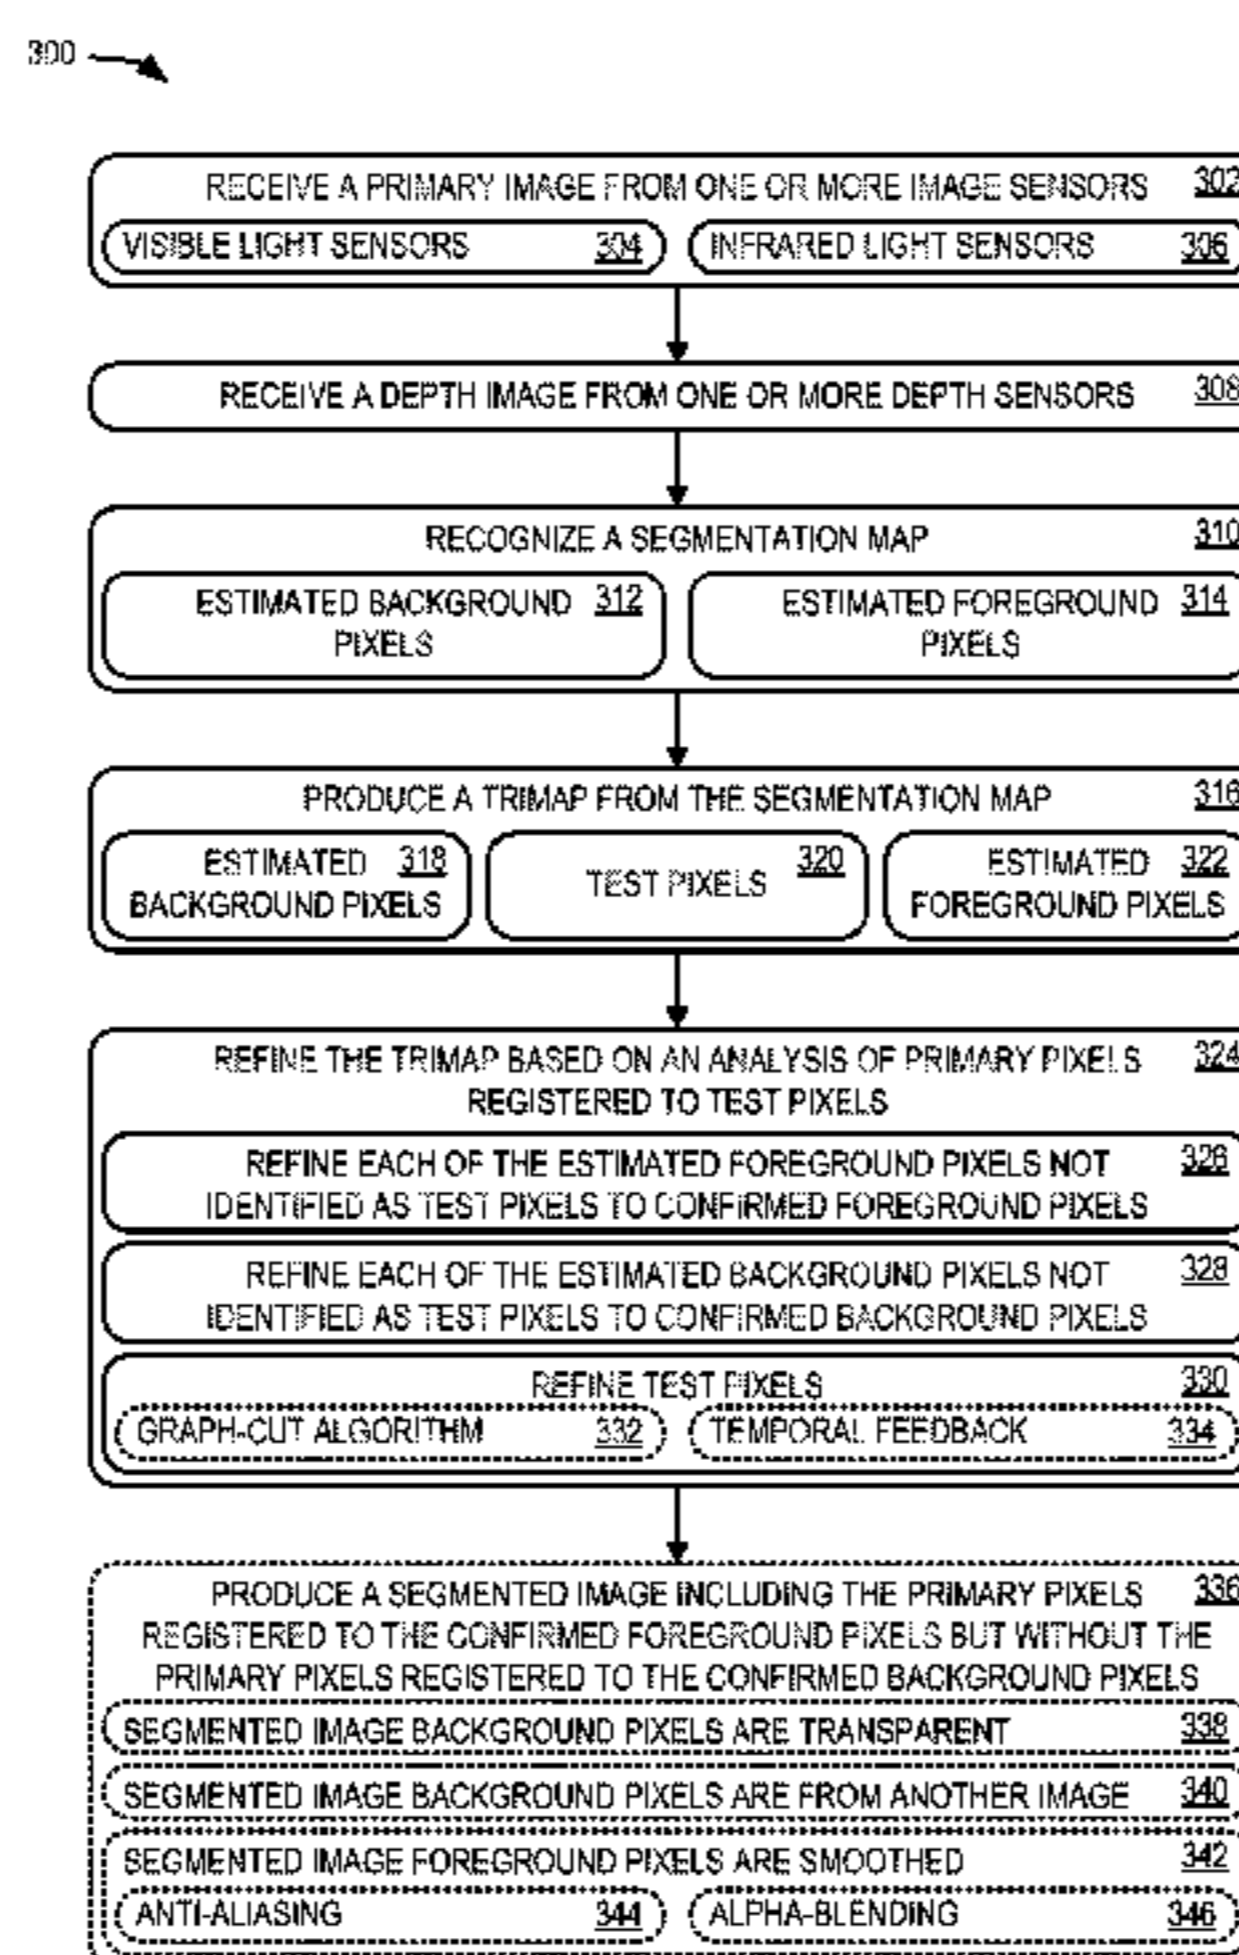 300
RECEIVE A PRIMARY IMAGE FROM ONE OR MORE IMAGE SENSORS 302
VISIBLE LIGHT SENSORS 304 INFRARED LIGHT SENSORS 306
RECEIVE A DEPTH IMAGE FROM ONE OR MORE DEPTH SENSORS 308
RECOGNIZE A SEGMENTATION MAP 310
ESTIMATED BACKGROUND 312
PIXELS
ESTIMATED FOREGROUND 314
PIXELS
PRODUCE A TRIMAP FROM THE SEGMENTATION MAP 316
ESTIMATED 318
BACKGROUND PIXELS
TEST PIXELS 320
ESTIMATED 322
FOREGROUND PIXELS
REFINE THE TRIMAP BASED ON AN ANALYSIS OF PRIMARY PIXELS 324
REGISTERED TO TEST PIXELS
REFINE EACH OF THE ESTIMATED FOREGROUND PIXELS NOT 326
IDENTIFIED AS TEST PIXELS TO CONFIRMED FOREGROUND PIXELS
REFINE EACH OF THE ESTIMATED BACKGROUND PIXELS NOT 328
IDENTIFIED AS TEST PIXELS TO CONFIRMED BACKGROUND PIXELS
REFINE TEST PIXELS 330
GRAPH-CUT ALGORITHM 332 TEMPORAL FEEDBACK 334
PRODUCE A SEGMENTED IMAGE INCLUDING THE PRIMARY PIXELS 336
REGISTERED TO THE CONFIRMED FOREGROUND PIXELS BUT WITHOUT THE
PRIMARY PIXELS REGISTERED TO THE CONFIRMED BACKGROUND PIXELS
SEGMENTED IMAGE BACKGROUND PIXELS ARE TRANSPARENT 338
SEGMENTED IMAGE BACKGROUND PIXELS ARE FROM ANOTHER IMAGE 340
SEGMENTED IMAGE FOREGROUND PIXELS ARE SMOOTHED 342
ANTI-ALIASING 344 ALPHA-BLENDING 346